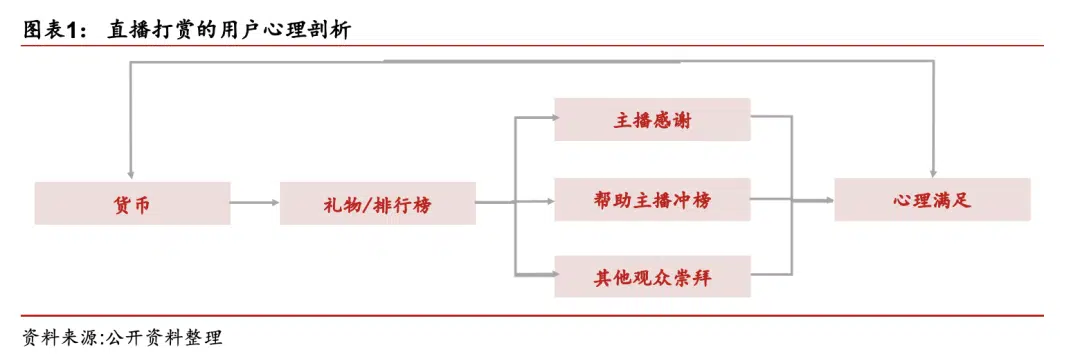 图表1： 直播打赏的用户心理剖析
主播感谢
货币
礼物/排行榜
帮助主播冲榜
心理满足
其他观众崇拜
资料来源:公开资料整理